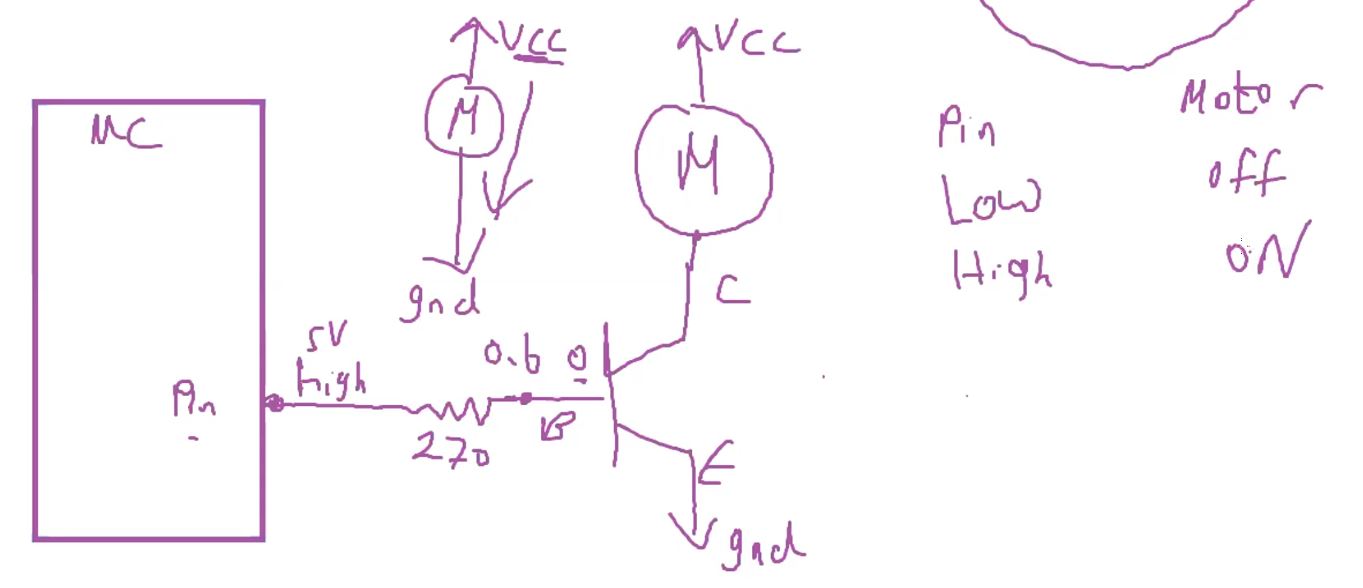 VCC
VCC
MC
M
M
Pin
Motor
Low
off
High
ON
gnd
C
5V
high
0.6
0
Pin
270
B
E
gnd